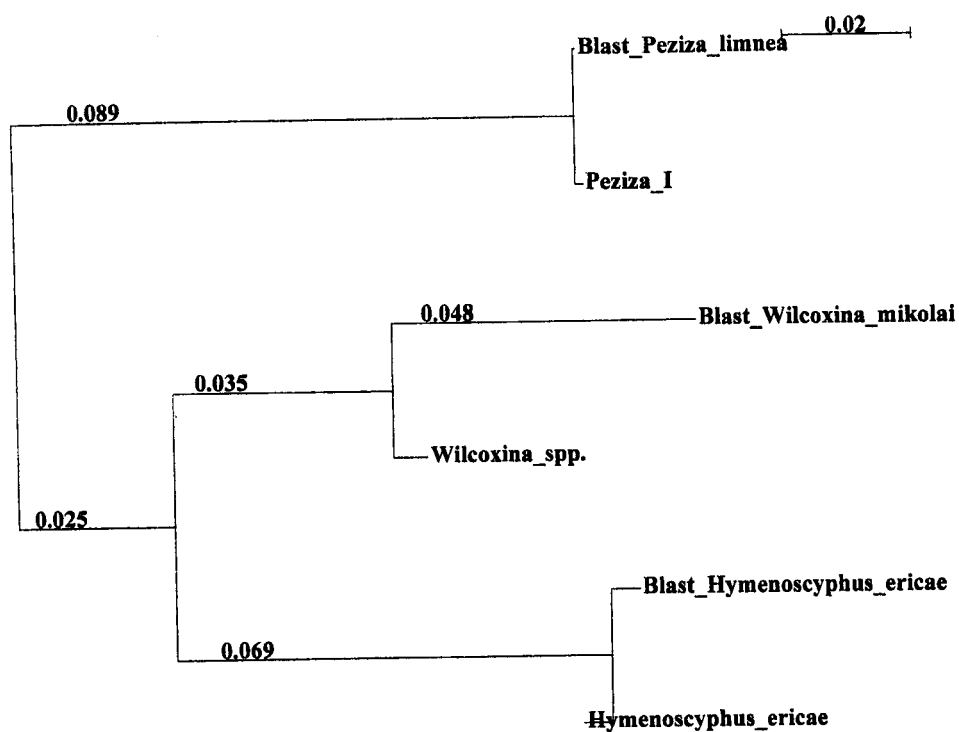 0.02
Blast_Peziza_limnea
0.089
Peziza_I
0.048
Blast_Wilcoxina_mikolai
0.035
Wilcoxina_spp.
0.025
Blast_Hymenoscyphus_ericae
0.069
Hymenoscyphus_ericae